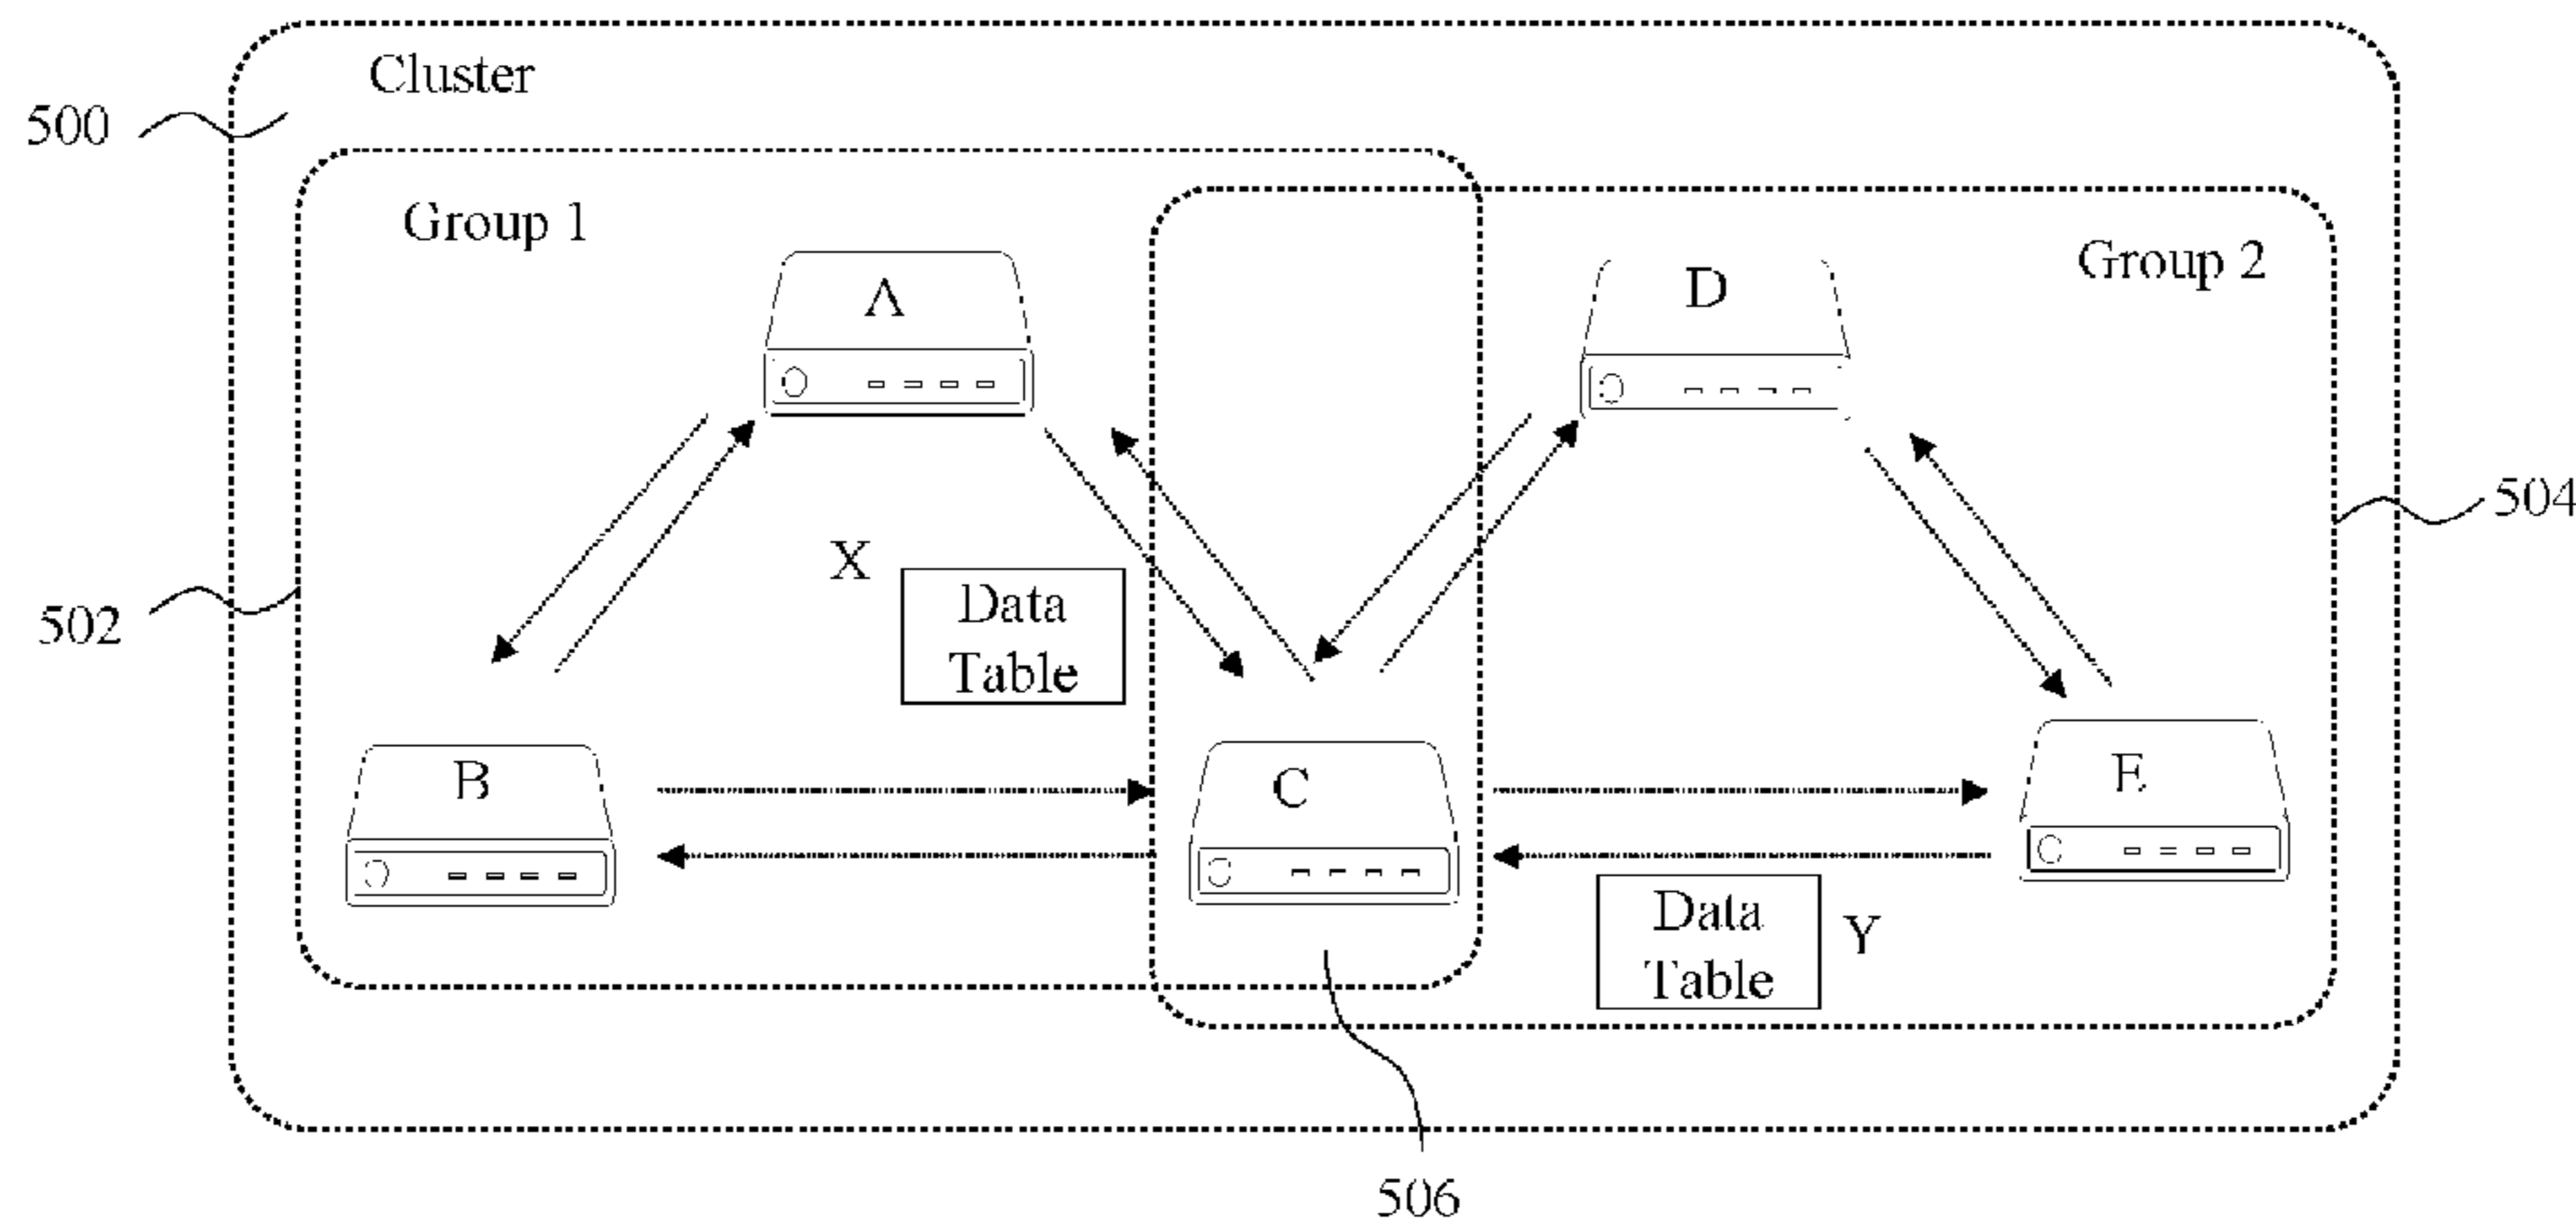 Cluster
500
Group 1
Group 2
A
D
504
X
Data
Table
502
B
C
E
Data
Table
Y
506